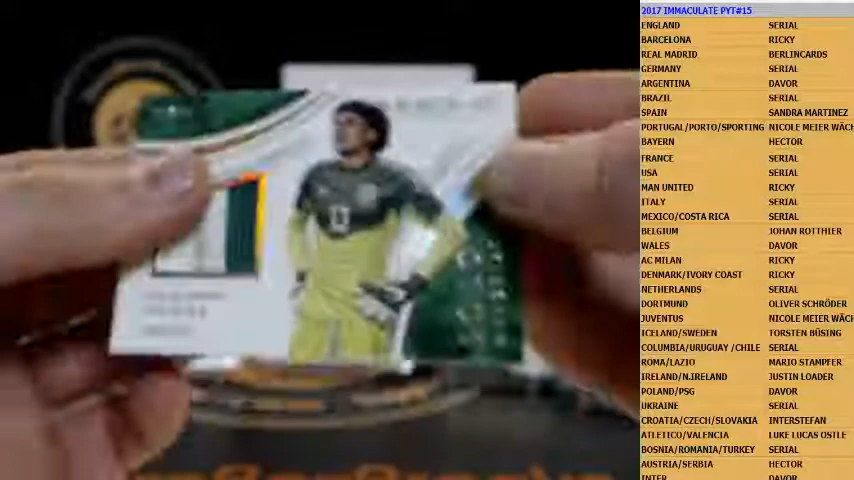 2017 IMMACULATE PYT#15
ENGLAND SERIAL
BARCELONA RICKY
REAL MADRID BERLINCARDS
GERMANY SERIAL
ARGENTINA DAVOR
BRAZIL SERIAL
SPAIN SANDRA MARTINEZ
PORTUGAL/PORTO/SPORTING NICOLE MEIER WÄCH
BAYERN HECTOR
FRANCE SERIAL
USA SERIAL
MAN UNITED RICKY
ITALY SERIAL
MEXICO/COSTA RICA SERIAL
BELGIUM JOHAN ROTTHIER
WALES DAVOR
AC MILAN RICKY
DENMARK/IVORY COAST RICKY
NETHERLANDS SERIAL
DORTMUND OLIVER SCHRÖDER
JUVENTUS NICOLE MEIER WÄCH
ICELAND/SWEDEN TORSTEN BÜSING
COLUMBIA/URUGUAY /CHILE SERIAL
ROMA/LAZIO MARIO STAMPFER
IRELAND/N.IRELAND JUSTIN LOADER
POLAND/PSG DAVOR
UKRAINE SERIAL
CROATIA/CZECH/SLOVAKIA INTERSTEFAN
ATLETICO/VALENCIA LUKE LUCAS OSTLE
BOSNIA/ROMANIA/TURKEY SERIAL
AUSTRIA/SERBIA HECTOR
INTER DAVOR
13